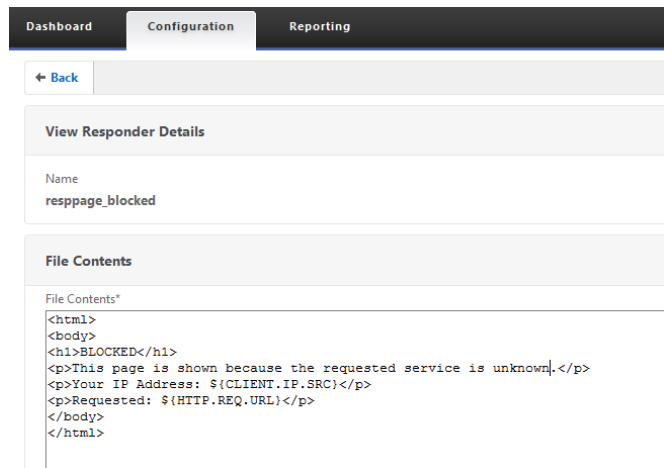 Dashboard Configuration Reporting
← Back
View Responder Details
Name
resppage_blocked
File Contents
File Contents*
<html>
<body>
<h1>BLOCKED</h1>
<p>This page is shown because the requested service is unknown.</p>
<p>Your IP Address: ${CLIENT.IP.SRC}</p>
<p>Requested: ${HTTP.REQ.URL}</p>
</body>
</html>